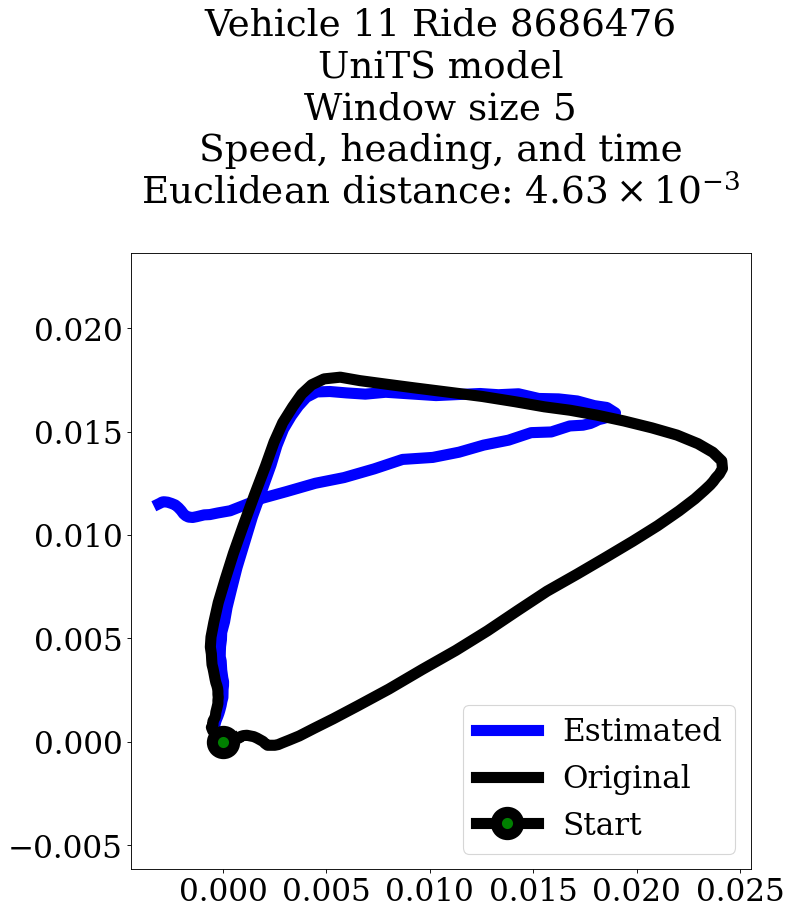 Vehicle 11 Ride 8686476
UniTS model
Window size 5
Speed, heading, and time
Euclidean distance: 4.63 × 10⁻³
0.020
0.015
0.010
0.005
0.000
−0.005
0.000 0.005 0.010 0.015 0.020 0.025
Estimated
Original
Start